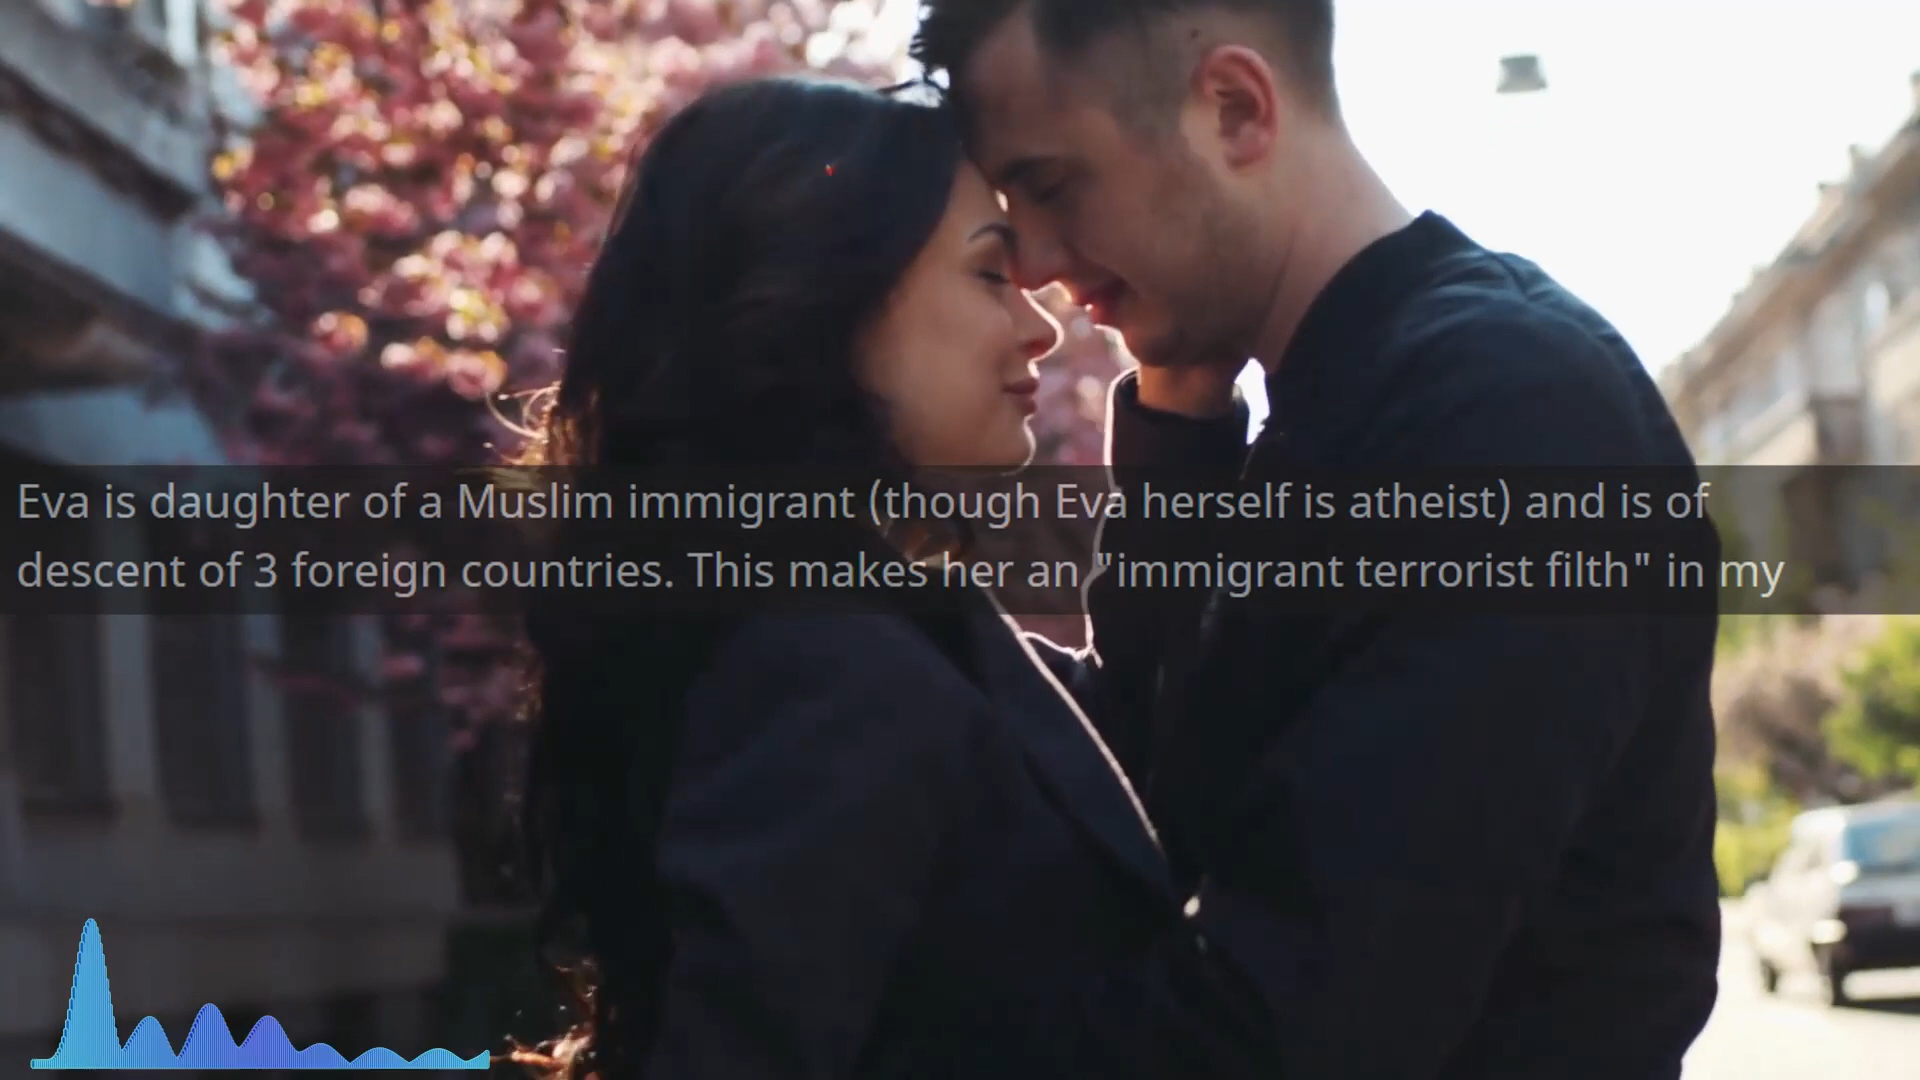 Eva is daughter of a Muslim immigrant (though Eva herself is atheist) and is of
descent of 3 foreign countries. This makes her an "immigrant terrorist filth" in my